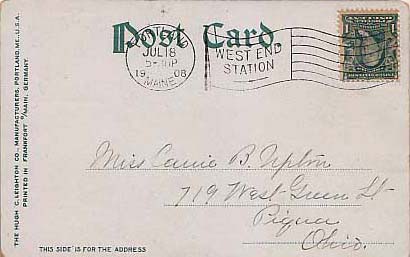 Post Card
PORTLAND
JUL 18
5-PM
1908
MAINE
WEST END
STATION
THE HUGH C. LEIGHTON CO., MANUFACTURERS, PORTLAND, ME., U.S.A.
PRINTED IN FRANKFORT O/MAIN, GERMANY.
Miss Carrie B. Upton
719 West Green St
Piqua
Ohio.
THIS SIDE IS FOR THE ADDRESS